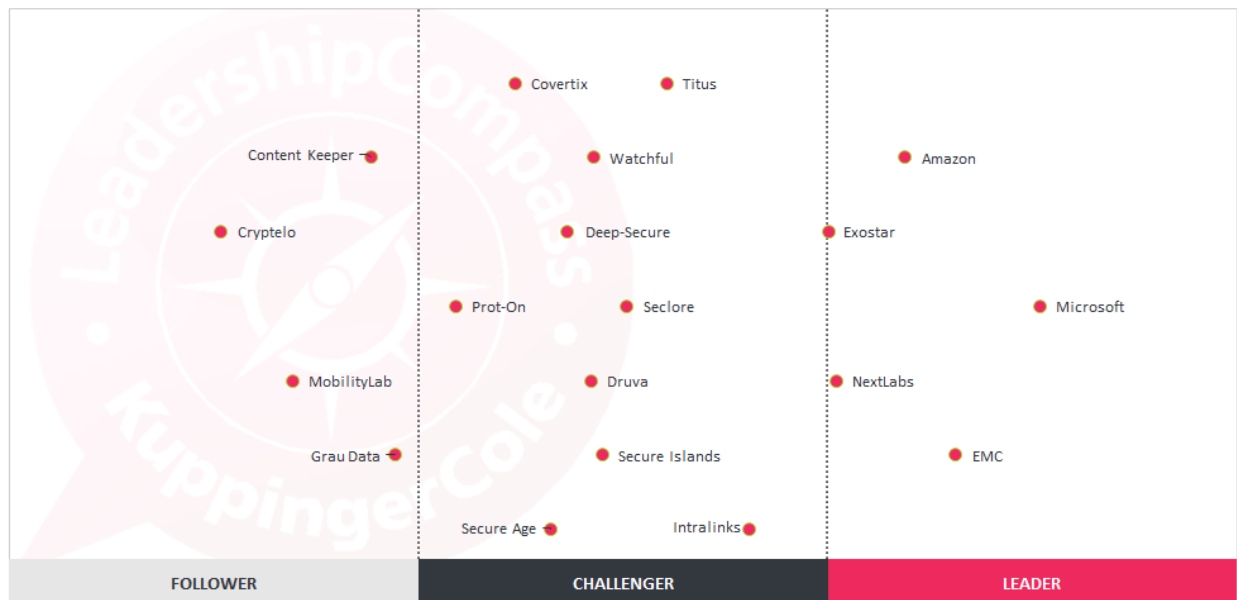 LeadershipCompass
KuppingerCole
Covertix
Titus
Content Keeper
Watchful
Amazon
Cryptelo
Deep-Secure
Exostar
Prot-On
Seclore
Microsoft
MobilityLab
Druva
NextLabs
Grau Data
Secure Islands
EMC
Secure Age
Intralinks
FOLLOWER
CHALLENGER
LEADER